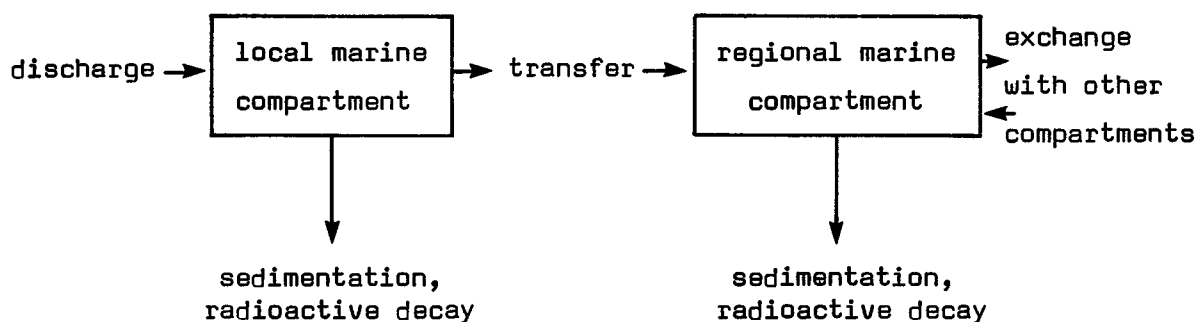 discharge
local marine
compartment
transfer
regional marine
compartment
exchange
with other
compartments
sedimentation,
radioactive decay
sedimentation,
radioactive decay